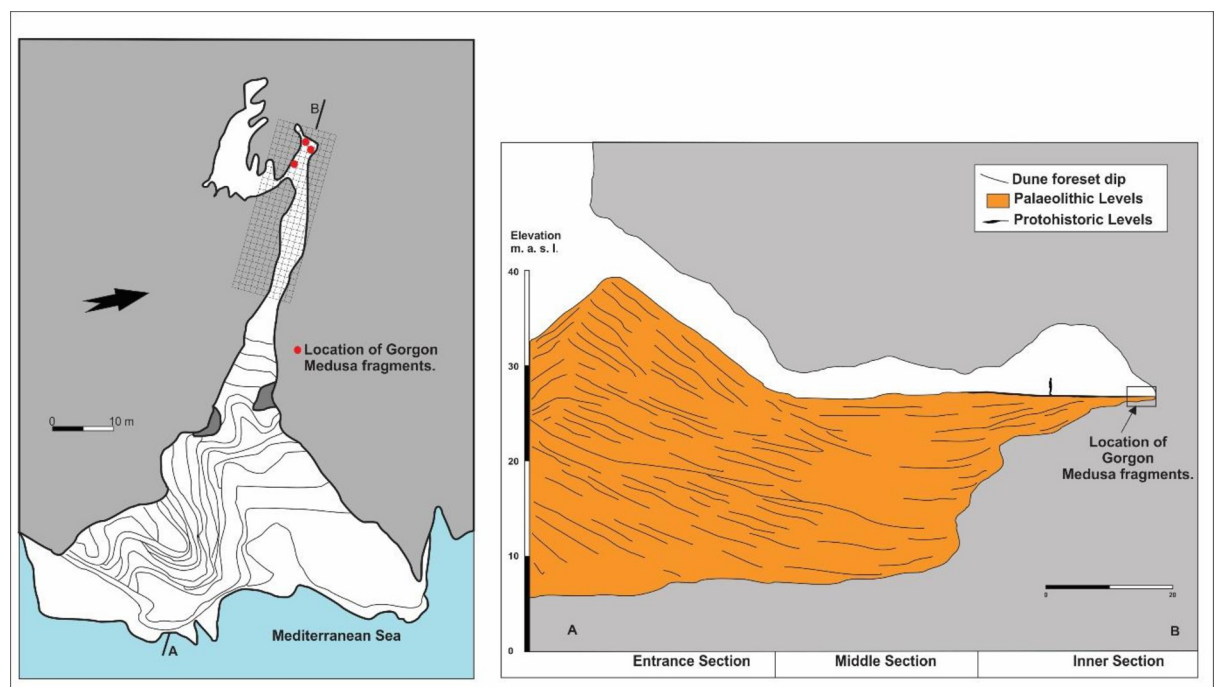 B
Location of Gorgon
Medusa fragments.
0
10 m
Mediterranean Sea
A
Dune foreset dip
Palaeolithic Levels
Protohistoric Levels
Elevation
m. a. s. l.
40
30
20
10
0
Location of
Gorgon
Medusa fragments.
0
20
A
B
Entrance Section
Middle Section
Inner Section